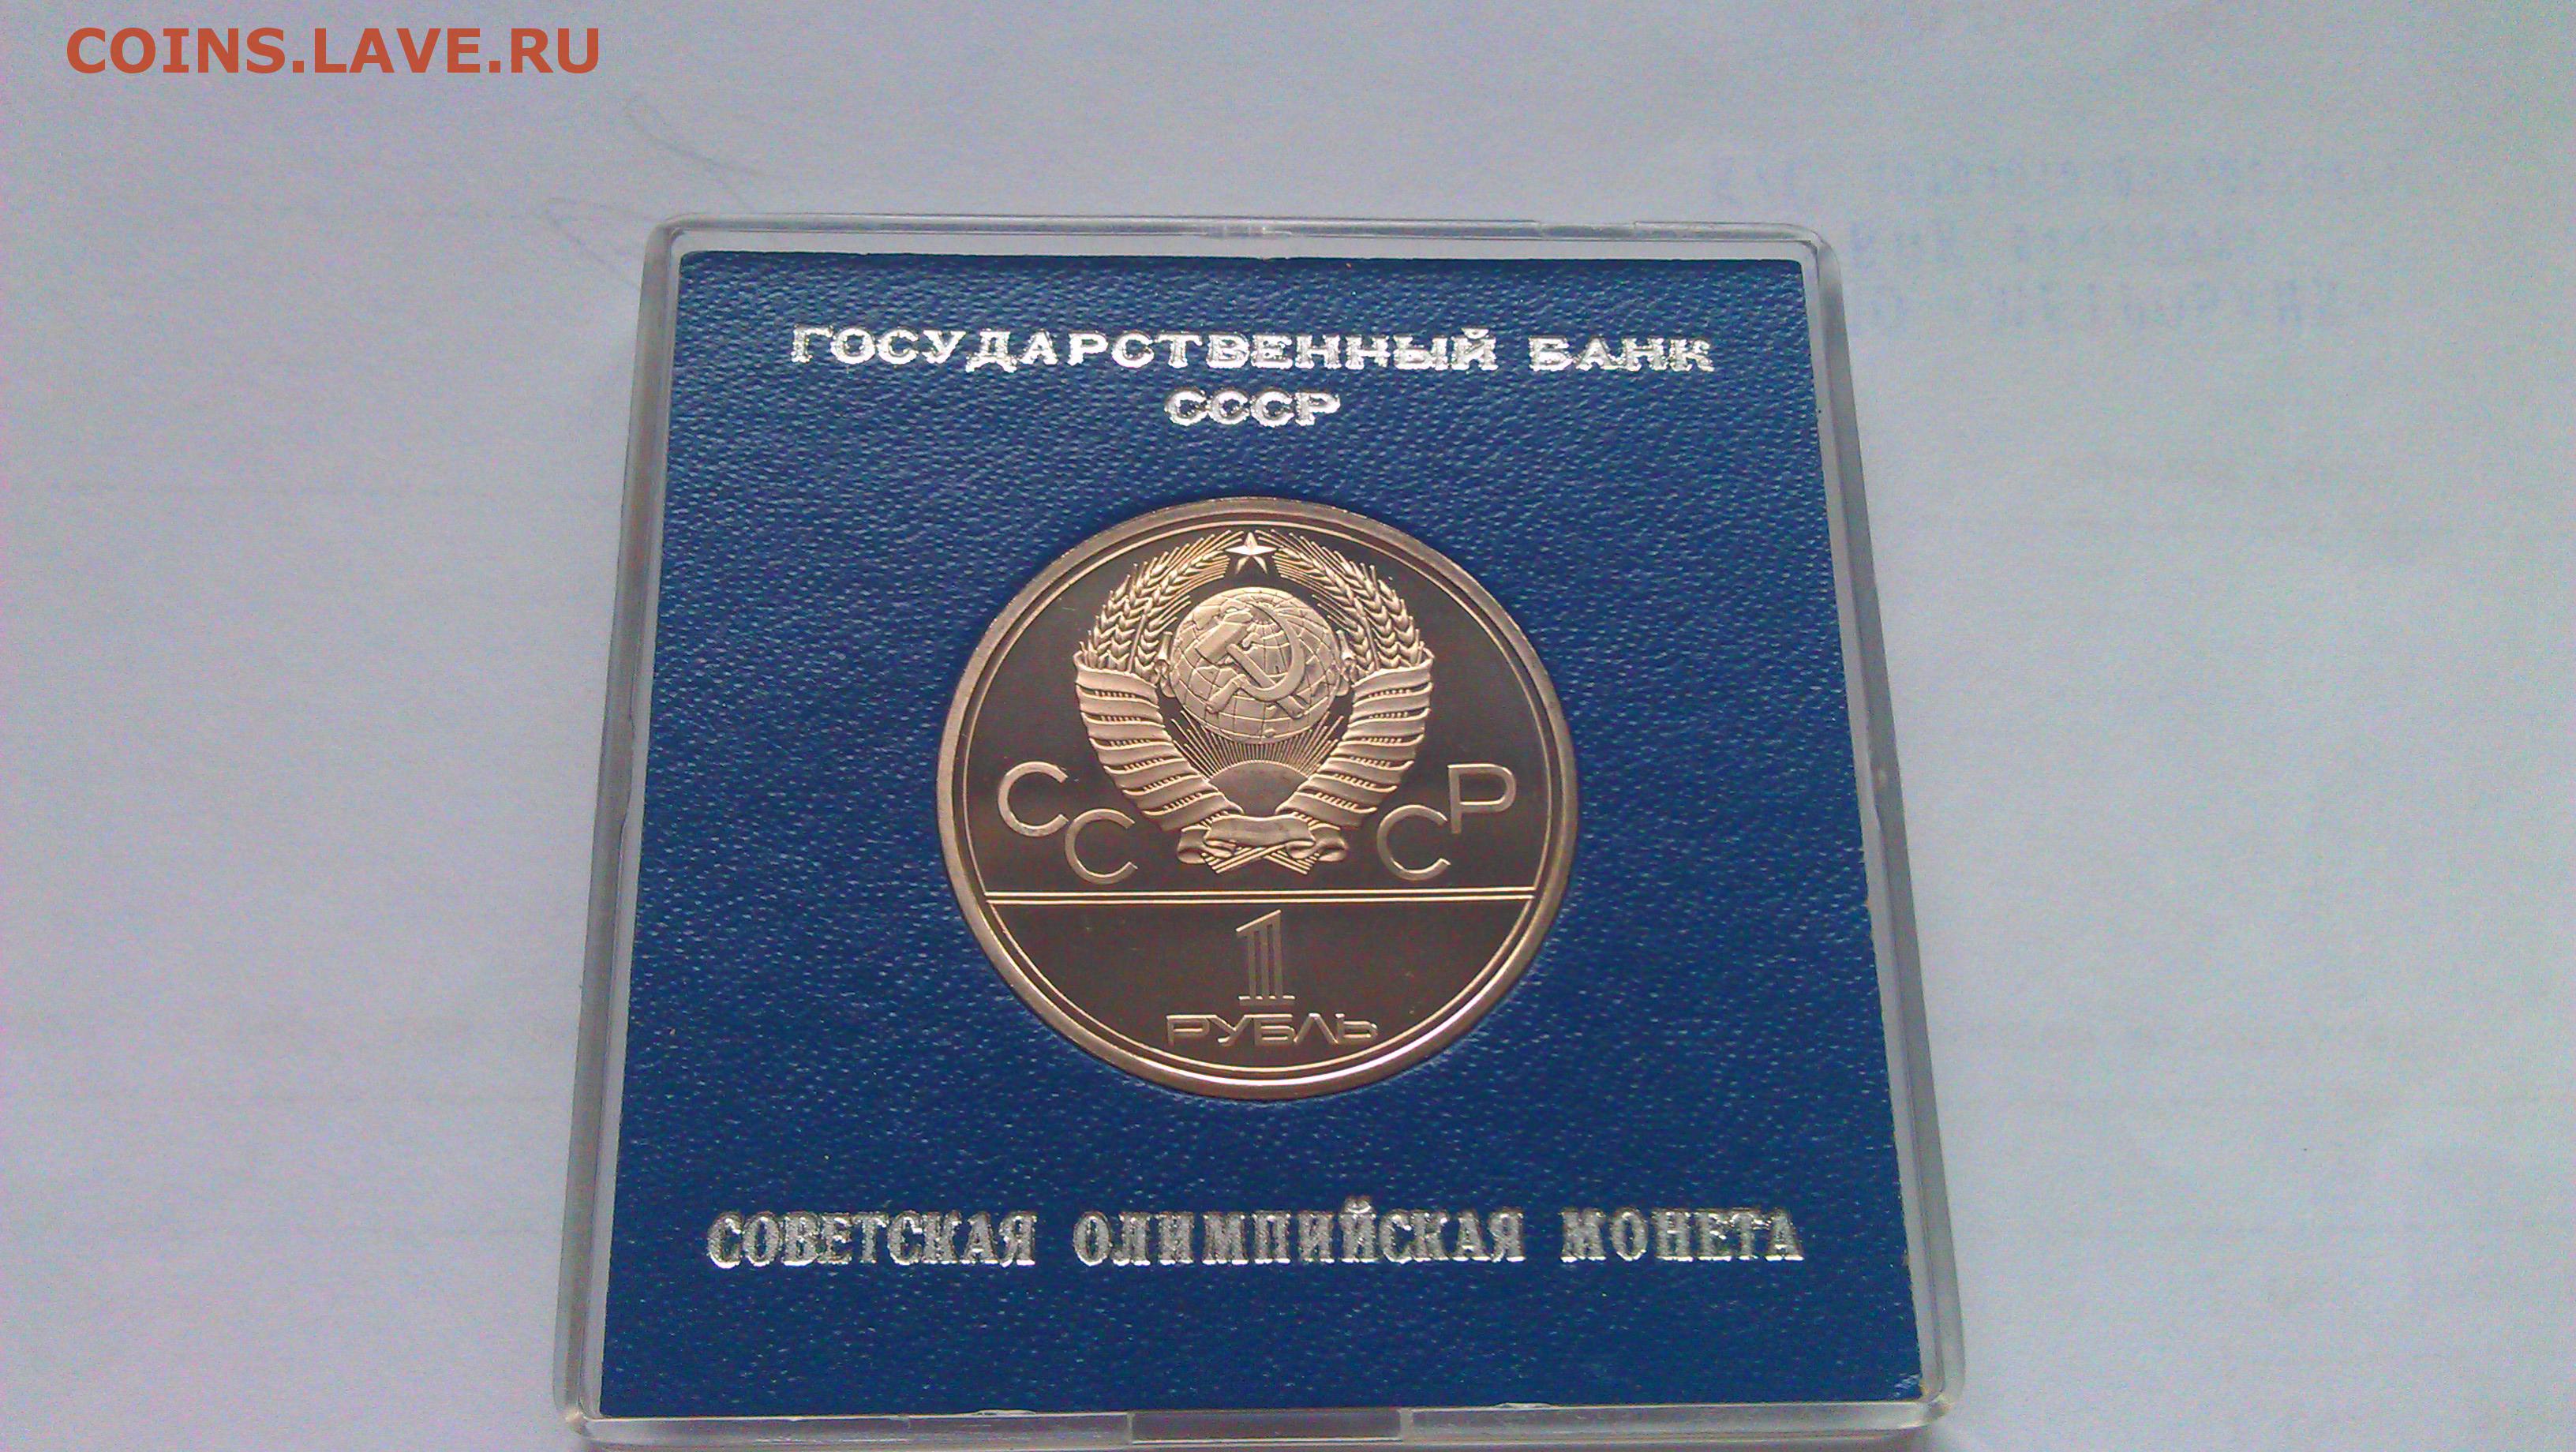 COINS.LAVE.RU
ГОСУДАРСТВЕННЫЙ БАНК
СССР
СССР
1
РУБЛЬ
СОВЕТСКАЯ ОЛИМПИЙСКАЯ МОНЕТА